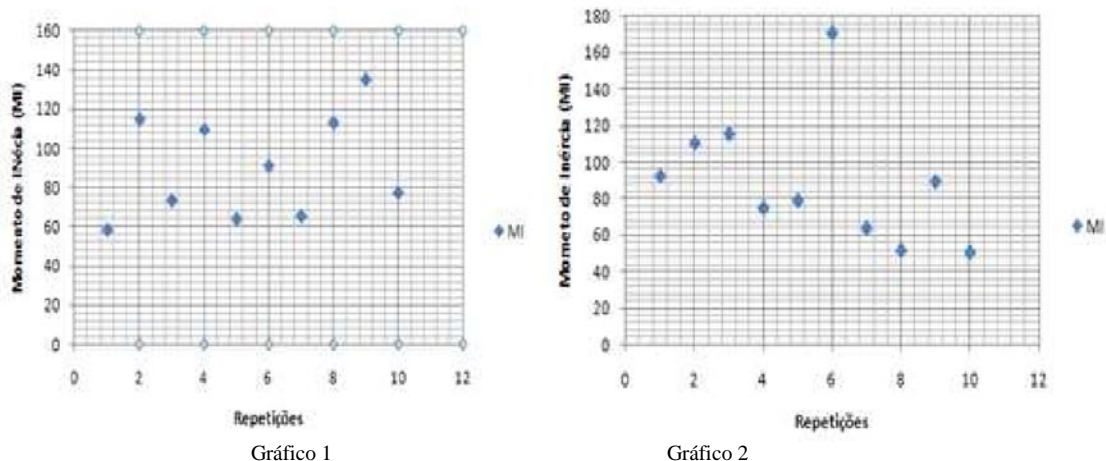 160
140
120
100
80
60
40
20
0
0 2 4 6 8 10 12
Momento de INécia (MI)
Repetições
MI
Gráfico 1
180
160
140
120
100
80
60
40
20
0
0 2 4 6 8 10 12
Mometo de Inércia (MI)
Repetições
MI
Gráfico 2